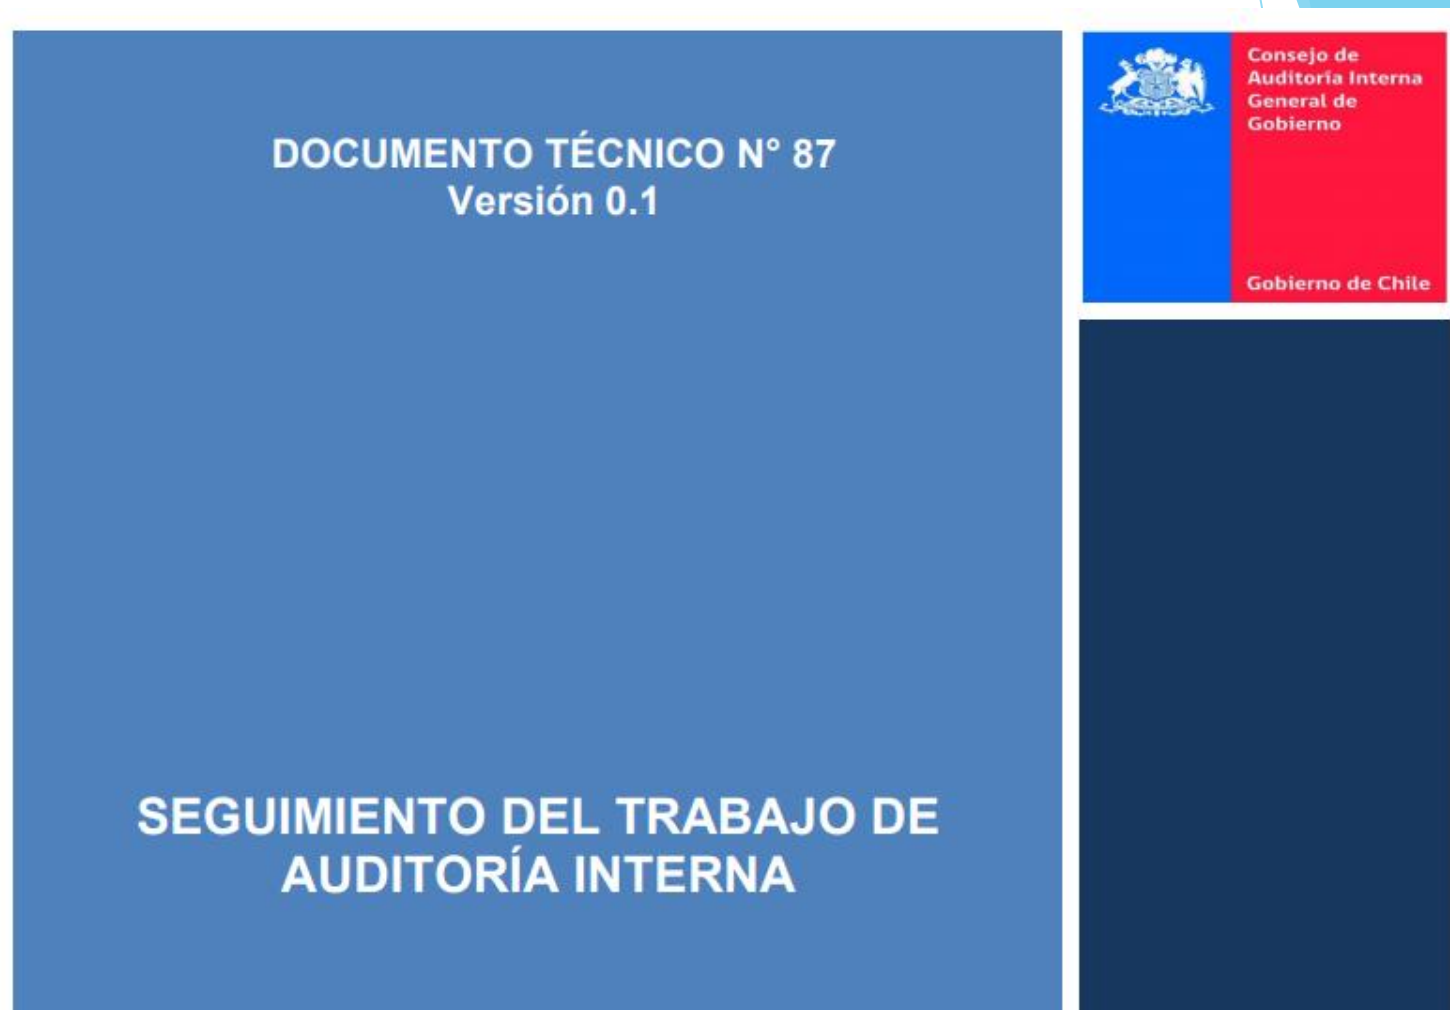 DOCUMENTO TÉCNICO N° 87
Versión 0.1
Consejo de
Auditoría Interna
General de
Gobierno
Gobierno de Chile
SEGUIMIENTO DEL TRABAJO DE
AUDITORÍA INTERNA